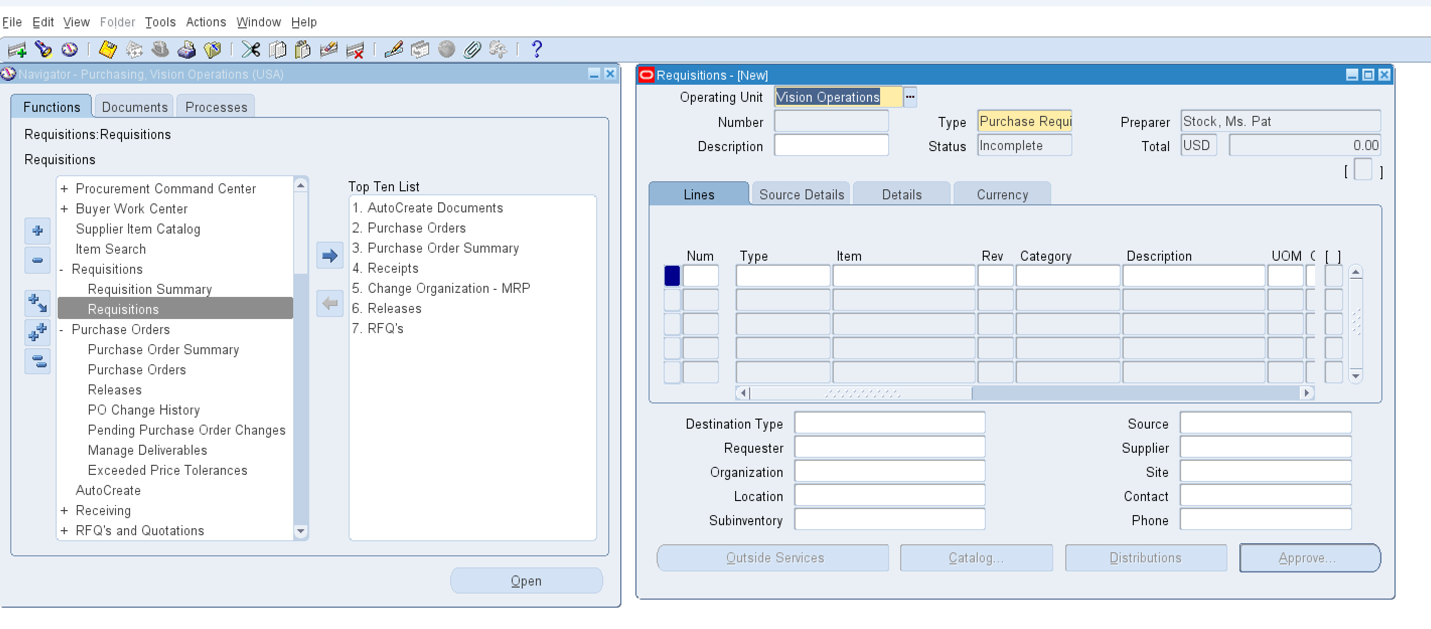 File Edit View Folder Tools Actions Window Help
Navigator - Purchasing, Vision Operations (USA)
Functions Documents Processes
Requisitions:Requisitions
Requisitions
+ Procurement Command Center
+ Buyer Work Center
Supplier Item Catalog
Item Search
- Requisitions
Requisition Summary
Requisitions
- Purchase Orders
Purchase Order Summary
Purchase Orders
Releases
PO Change History
Pending Purchase Order Changes
Manage Deliverables
Exceeded Price Tolerances
AutoCreate
+ Receiving
+ RFQ's and Quotations
Top Ten List
1. AutoCreate Documents
2. Purchase Orders
3. Purchase Order Summary
4. Receipts
5. Change Organization - MRP
6. Releases
7. RFQ's
Open
Requisitions - [New]
Operating Unit Vision Operations ...
Number Type Purchase Requi Preparer Stock, Ms. Pat
Description Status Incomplete Total USD 0.00
[ ]
Lines Source Details Details Currency
Num Type Item Rev Category Description UOM [ ]
Destination Type Source
Requester Supplier
Organization Site
Location Contact
Subinventory Phone
Outside Services Catalog... Distributions Approve...